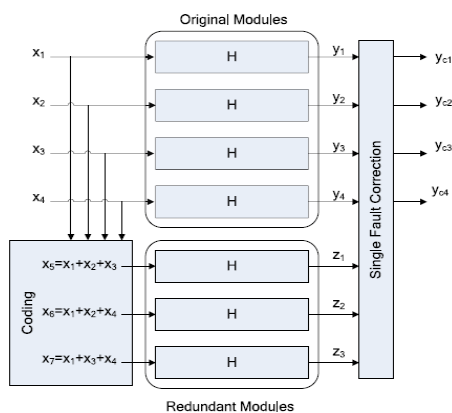 Original Modules
x₁ H y₁ yc1
x₂ H y₂ yc2
x₃ H y₃ yc3
x₄ H y₄ yc4
Single Fault Correction
Coding
x₅=x₁+x₂+x₃ H z₁
x₆=x₁+x₂+x₄ H z₂
x₇=x₁+x₃+x₄ H z₃
Redundant Modules